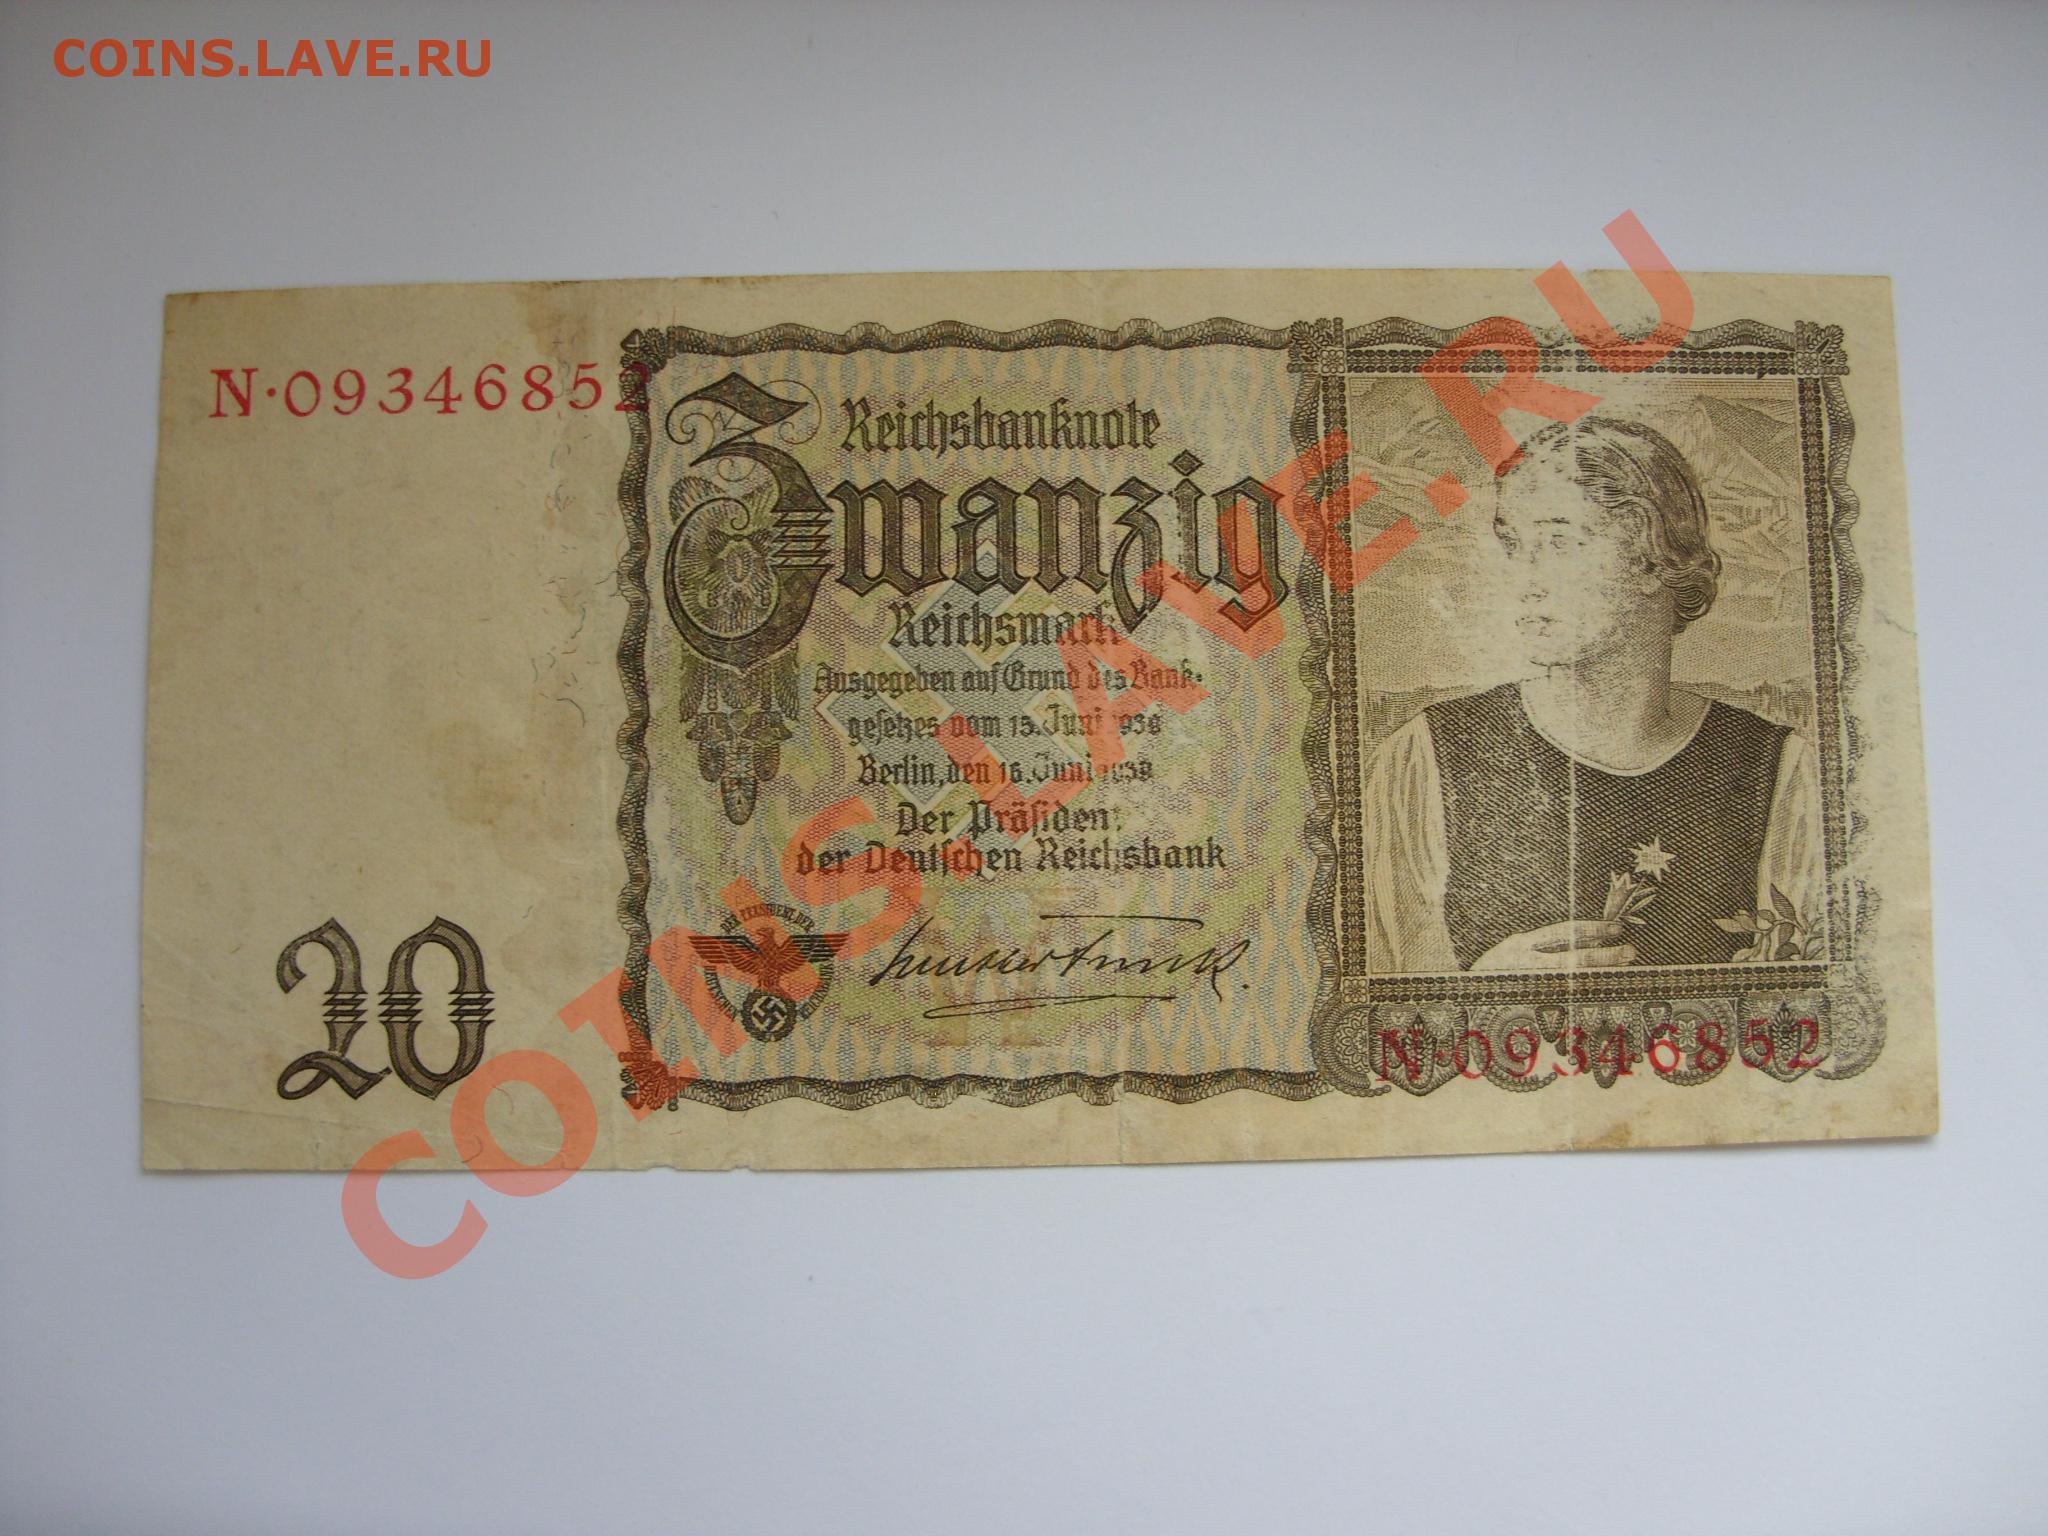 COINS.LAVE.RU
N·09346852
Reichsbanknote
Zwanzig
Reichsmark
Ausgegeben auf Grund des Bank-
gesetzes vom 15. Juni 1939
Berlin, den 16. Juni 1939
Der Präsident
der Deutschen Reichsbank
20
N·09346852
COINS.LAVE.RU